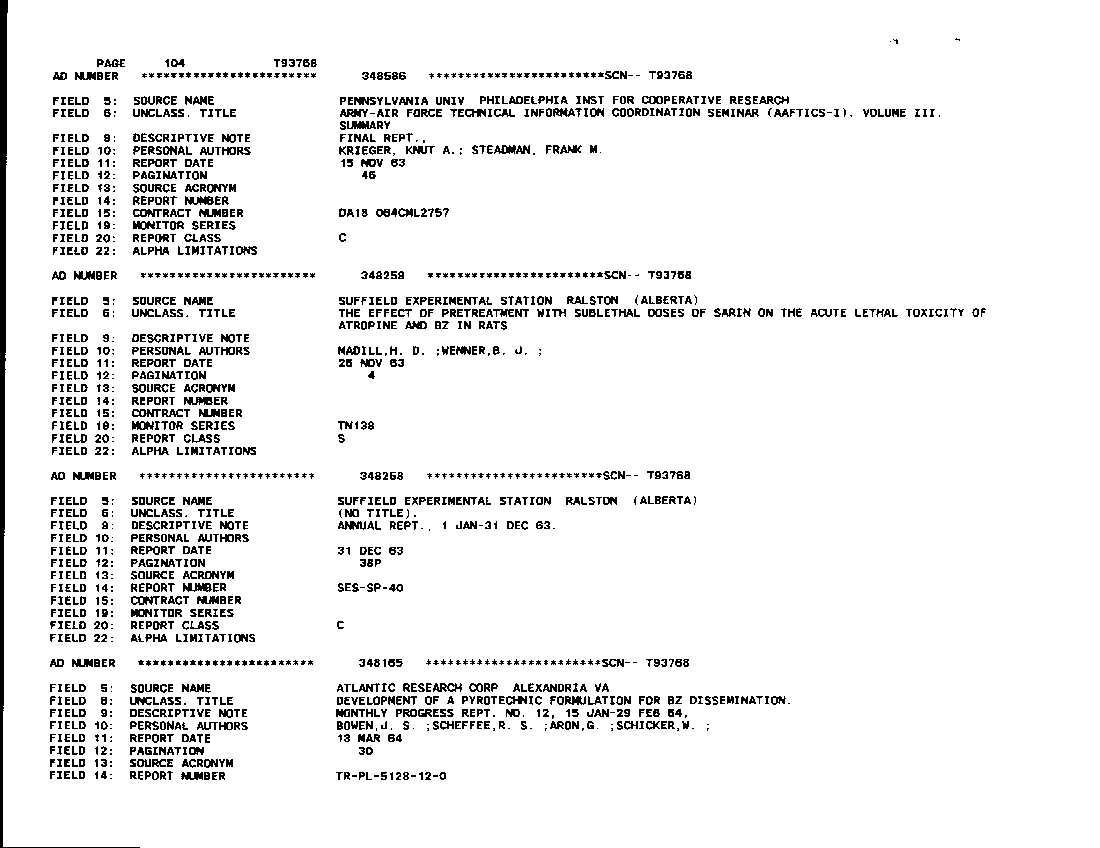 PAGE 104 T93768
AD NUMBER ************************ 348586 ************************SCN-- T93768
FIELD 5: SOURCE NAME PENNSYLVANIA UNIV PHILADELPHIA INST FOR COOPERATIVE RESEARCH
FIELD 6: UNCLASS. TITLE ARMY-AIR FORCE TECHNICAL INFORMATION COORDINATION SEMINAR (AAFTICS-I). VOLUME III.
SUMMARY
FIELD 9: DESCRIPTIVE NOTE FINAL REPT.,
FIELD 10: PERSONAL AUTHORS KRIEGER, KNUT A.; STEADMAN, FRANK M.
FIELD 11: REPORT DATE 15 NOV 63
FIELD 12: PAGINATION 46
FIELD 13: SOURCE ACRONYM
FIELD 14: REPORT NUMBER
FIELD 15: CONTRACT NUMBER DA18 064CML2757
FIELD 19: MONITOR SERIES
FIELD 20: REPORT CLASS C
FIELD 22: ALPHA LIMITATIONS
AD NUMBER ************************ 348259 ************************SCN-- T93768
FIELD 5: SOURCE NAME SUFFIELD EXPERIMENTAL STATION RALSTON (ALBERTA)
FIELD 6: UNCLASS. TITLE THE EFFECT OF PRETREATMENT WITH SUBLETHAL DOSES OF SARIN ON THE ACUTE LETHAL TOXICITY OF
ATROPINE AND BZ IN RATS
FIELD 9: DESCRIPTIVE NOTE
FIELD 10: PERSONAL AUTHORS MADILL,H. D. ;WENNER,B. J. ;
FIELD 11: REPORT DATE 26 NOV 63
FIELD 12: PAGINATION 4
FIELD 13: SOURCE ACRONYM
FIELD 14: REPORT NUMBER
FIELD 15: CONTRACT NUMBER
FIELD 19: MONITOR SERIES TN138
FIELD 20: REPORT CLASS S
FIELD 22: ALPHA LIMITATIONS
AD NUMBER ************************ 348258 ************************SCN-- T93768
FIELD 5: SOURCE NAME SUFFIELD EXPERIMENTAL STATION RALSTON (ALBERTA)
FIELD 6: UNCLASS. TITLE (NO TITLE).
FIELD 9: DESCRIPTIVE NOTE ANNUAL REPT., 1 JAN-31 DEC 63.
FIELD 10: PERSONAL AUTHORS
FIELD 11: REPORT DATE 31 DEC 63
FIELD 12: PAGINATION 38P
FIELD 13: SOURCE ACRONYM
FIELD 14: REPORT NUMBER SES-SP-40
FIELD 15: CONTRACT NUMBER
FIELD 19: MONITOR SERIES
FIELD 20: REPORT CLASS C
FIELD 22: ALPHA LIMITATIONS
AD NUMBER ************************ 348165 ************************SCN-- T93768
FIELD 5: SOURCE NAME ATLANTIC RESEARCH CORP ALEXANDRIA VA
FIELD 6: UNCLASS. TITLE DEVELOPMENT OF A PYROTECHNIC FORMULATION FOR BZ DISSEMINATION.
FIELD 9: DESCRIPTIVE NOTE MONTHLY PROGRESS REPT. NO. 12, 15 JAN-29 FEB 64,
FIELD 10: PERSONAL AUTHORS BOWEN,J. S. ;SCHEFFEE,R. S. ;ARON,G. ;SCHICKER,W. ;
FIELD 11: REPORT DATE 13 MAR 64
FIELD 12: PAGINATION 30
FIELD 13: SOURCE ACRONYM
FIELD 14: REPORT NUMBER TR-PL-5128-12-0